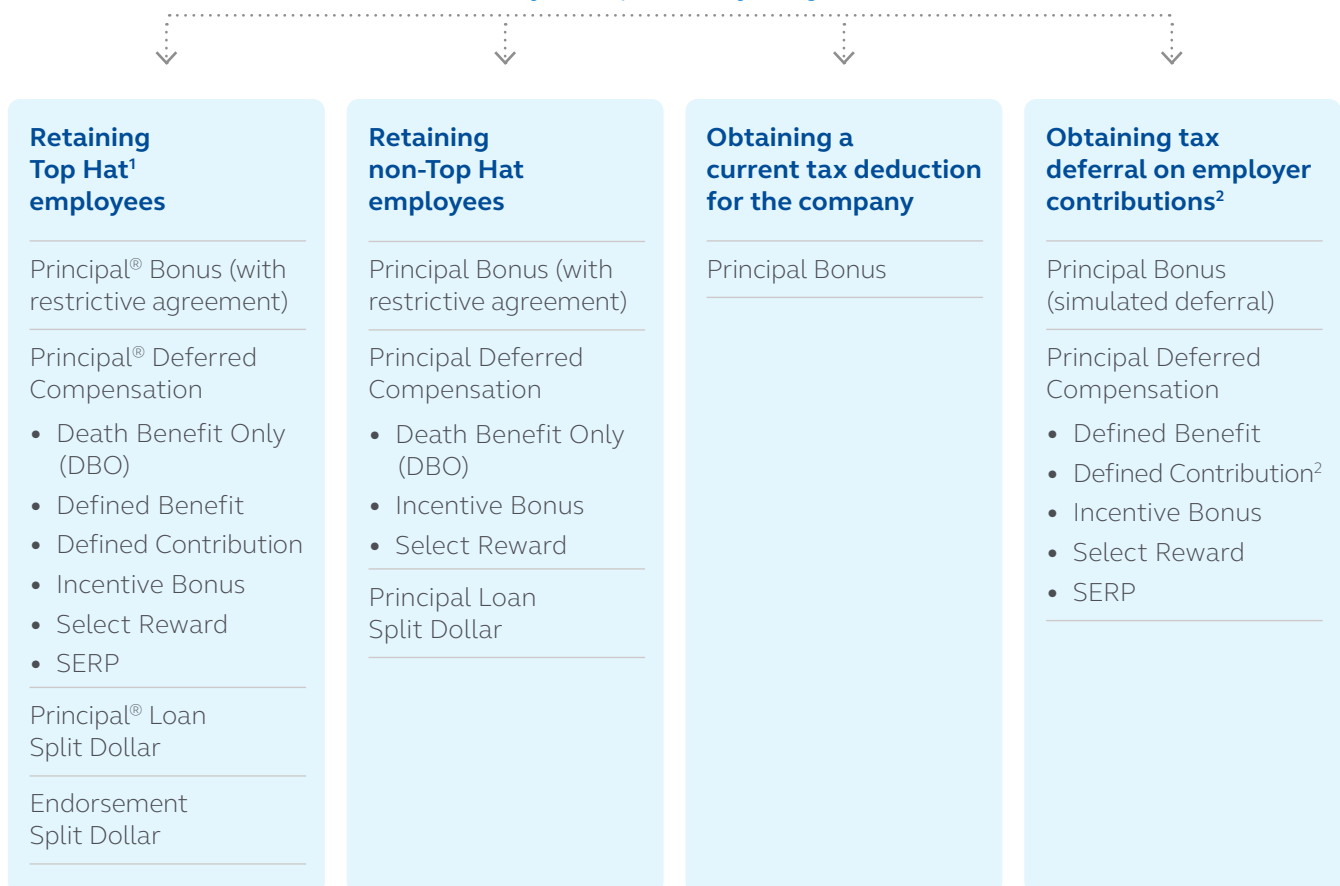 Retaining
Top Hat¹
employees
Principal® Bonus (with
restrictive agreement)
Principal® Deferred
Compensation
• Death Benefit Only
(DBO)
• Defined Benefit
• Defined Contribution
• Incentive Bonus
• Select Reward
• SERP
Principal® Loan
Split Dollar
Endorsement
Split Dollar
Retaining
non-Top Hat
employees
Principal Bonus (with
restrictive agreement)
Principal Deferred
Compensation
• Death Benefit Only
(DBO)
• Incentive Bonus
• Select Reward
Principal Loan
Split Dollar
Obtaining a
current tax deduction
for the company
Principal Bonus
Obtaining tax
deferral on employer
contributions²
Principal Bonus
(simulated deferral)
Principal Deferred
Compensation
• Defined Benefit
• Defined Contribution²
• Incentive Bonus
• Select Reward
• SERP